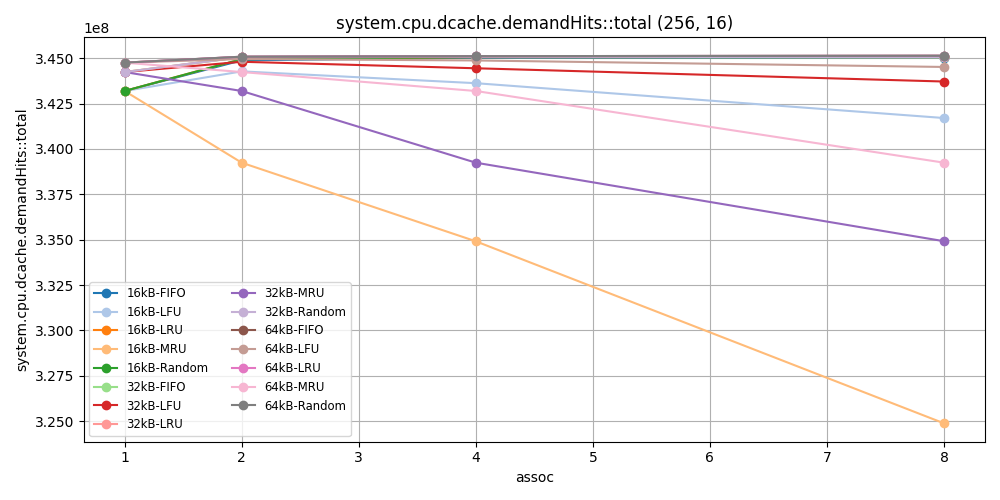 system.cpu.dcache.demandHits::total (256, 16)
1e8
3.450
3.425
3.400
3.375
3.350
3.325
3.300
3.275
3.250
system.cpu.dcache.demandHits::total
16kB-FIFO
16kB-LFU
16kB-LRU
16kB-MRU
16kB-Random
32kB-FIFO
32kB-LFU
32kB-LRU
32kB-MRU
32kB-Random
64kB-FIFO
64kB-LFU
64kB-LRU
64kB-MRU
64kB-Random
1 2 3 4 5 6 7 8
assoc